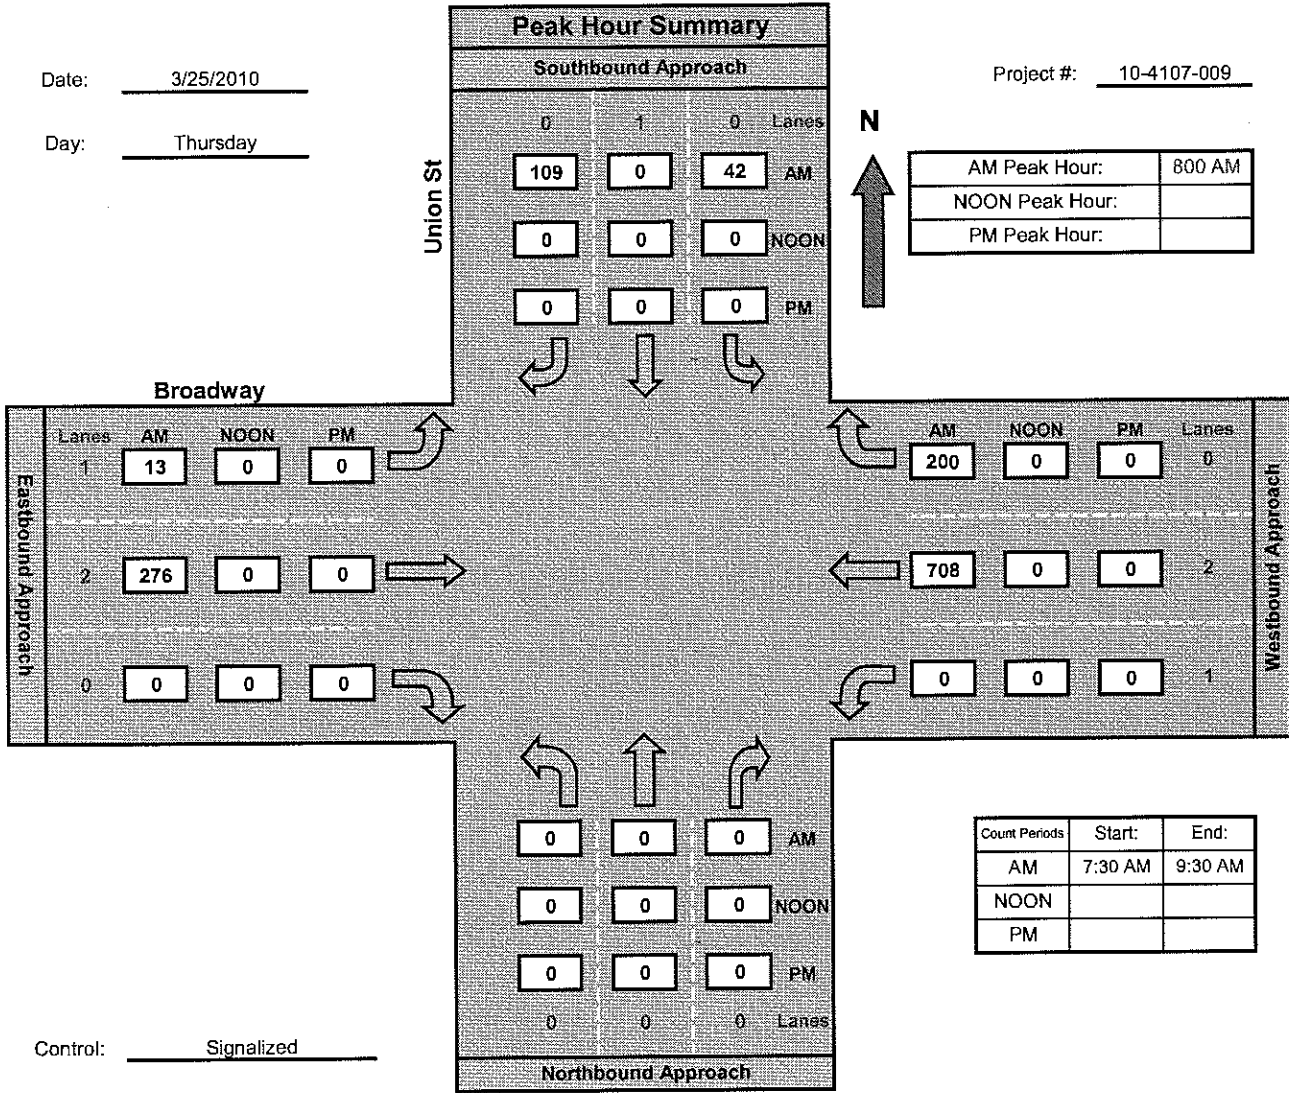 Peak Hour Summary
Southbound Approach
Date: 3/25/2010
Project #: 10-4107-009
Day: Thursday
0 1 0 Lanes
N
109 0 42 AM
AM Peak Hour: 800 AM
NOON Peak Hour:
PM Peak Hour:
Union St
0 0 0 NOON
0 0 0 PM
Broadway
Eastbound Approach
Lanes AM NOON PM
1 13 0 0
2 276 0 0
0 0 0 0
AM NOON PM Lanes
200 0 0 0
708 0 0 2
0 0 0 1
Westbound Approach
0 0 0 AM
0 0 0 NOON
0 0 0 PM
0 0 0 Lanes
Northbound Approach
Count Periods Start: End:
AM 7:30 AM 9:30 AM
NOON
PM
Control: Signalized